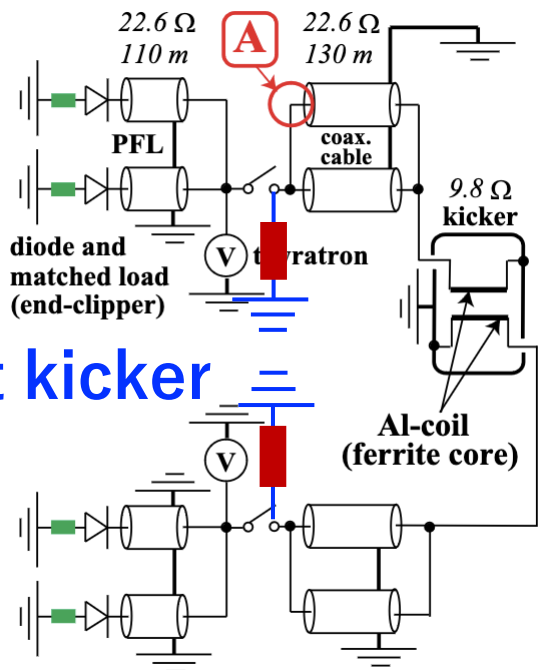 22.6 Ω
110 m
A
22.6 Ω
130 m
PFL
coax.
cable
9.8 Ω
kicker
diode and
matched load
(end-clipper)
V
kicker
Al-coil
(ferrite core)
V